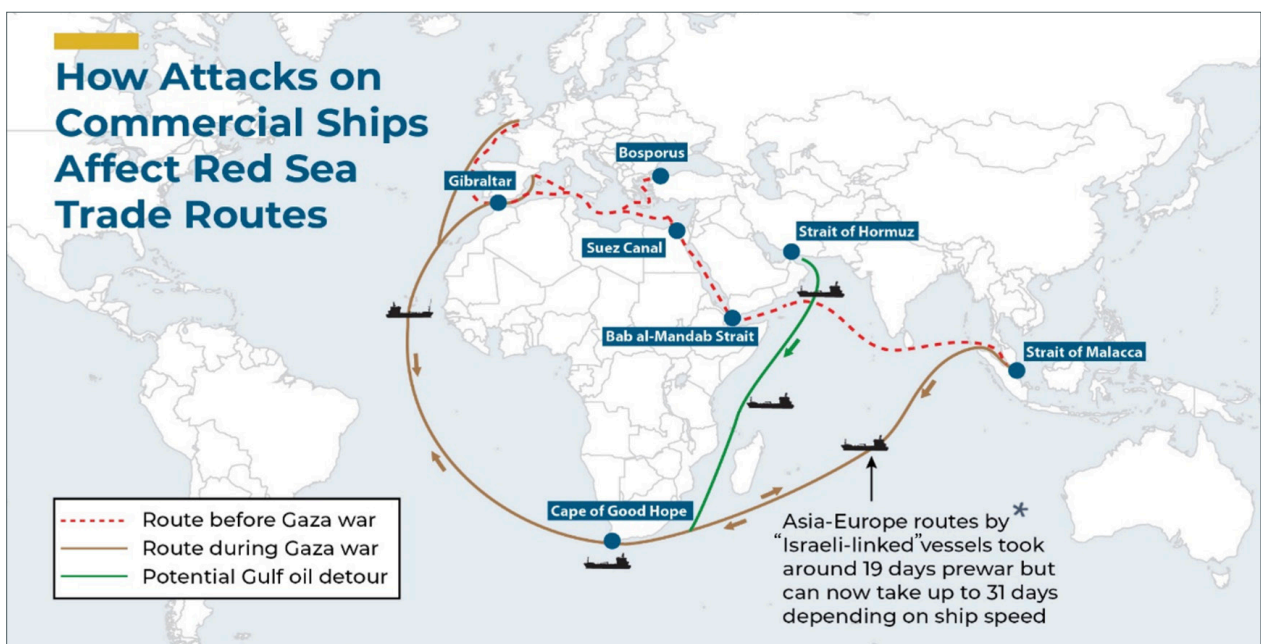 How Attacks on
Commercial Ships
Affect Red Sea
Trade Routes
Bosporus
Gibraltar
Suez Canal
Strait of Hormuz
Bab al-Mandab Strait
Strait of Malacca
Cape of Good Hope
Route before Gaza war
Route during Gaza war
Potential Gulf oil detour
Asia-Europe routes by *
“Israeli-linked” vessels took
around 19 days prewar but
can now take up to 31 days
depending on ship speed